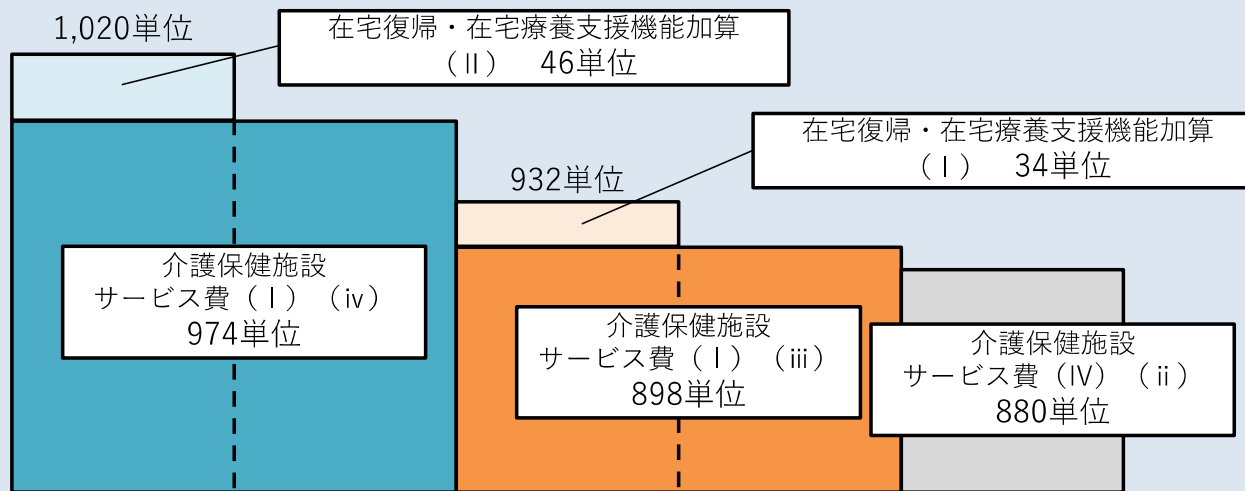 1,020単位
在宅復帰・在宅療養支援機能加算
（Ⅱ）　46単位
在宅復帰・在宅療養支援機能加算
（Ⅰ）　34単位
932単位
介護保健施設
サービス費（Ⅰ）（iv）
974単位
介護保健施設
サービス費（Ⅰ）（iii）
898単位
介護保健施設
サービス費（Ⅳ）（ii）
880単位